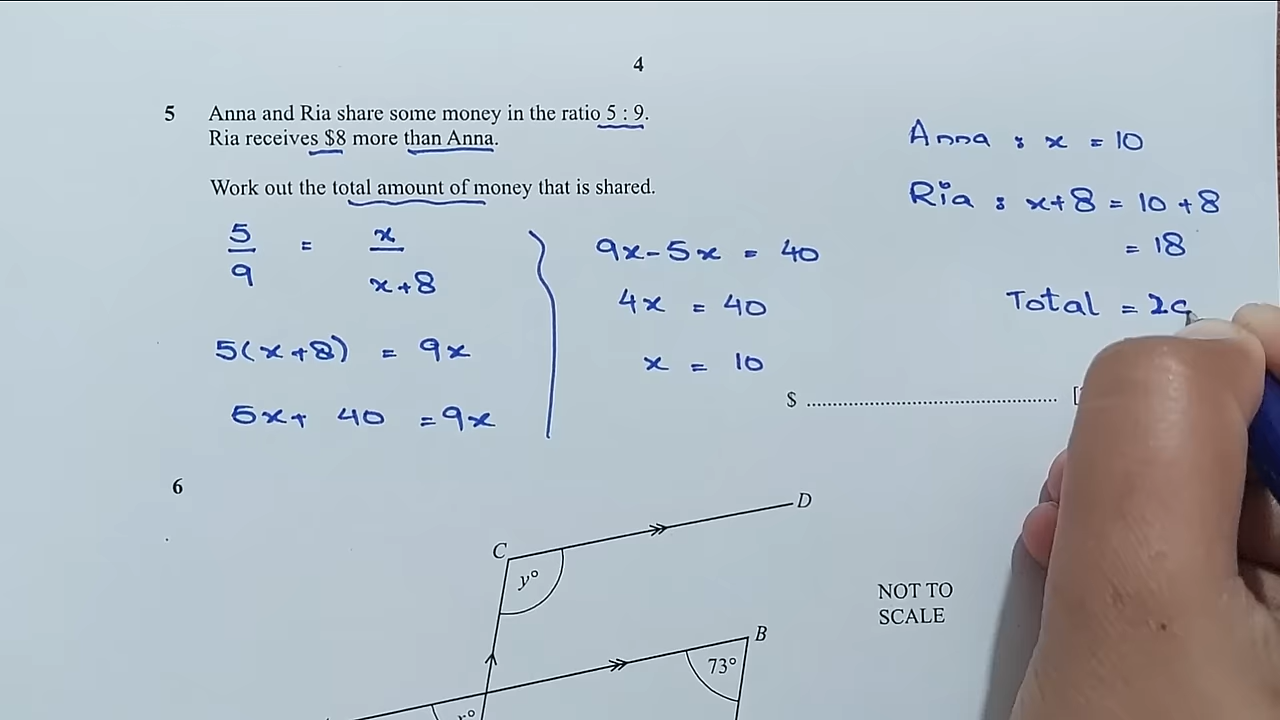 4
5 Anna and Ria share some money in the ratio 5 : 9.
Ria receives $8 more than Anna.
Work out the total amount of money that is shared.
5/9 = x/x+8
5(x+8) = 9x
5x+ 40 = 9x
9x-5x = 40
4x = 40
x = 10
Anna : x = 10
Ria : x+8 = 10+8
= 18
Total =
$ ........................................................
6
C
D
y°
NOT TO
SCALE
B
73°
x°